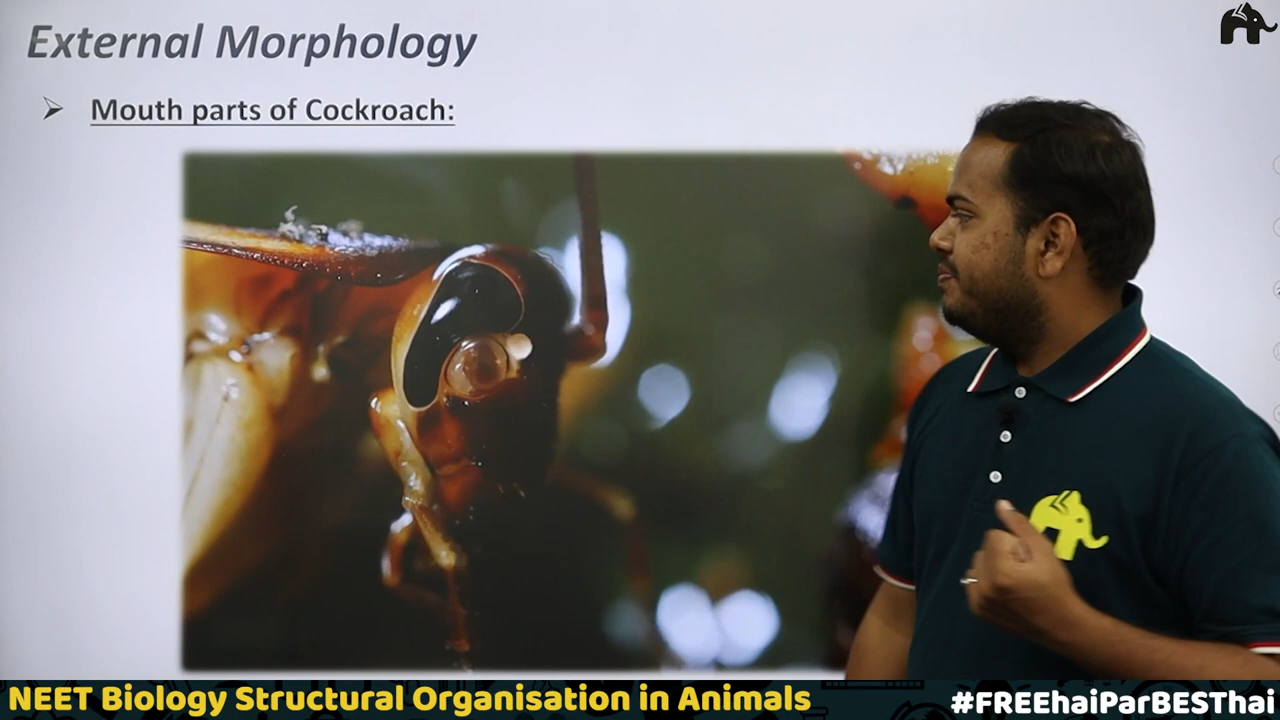 External Morphology
Mouth parts of Cockroach:
NEET Biology Structural Organisation in Animals
#FREEhaiParBESThai